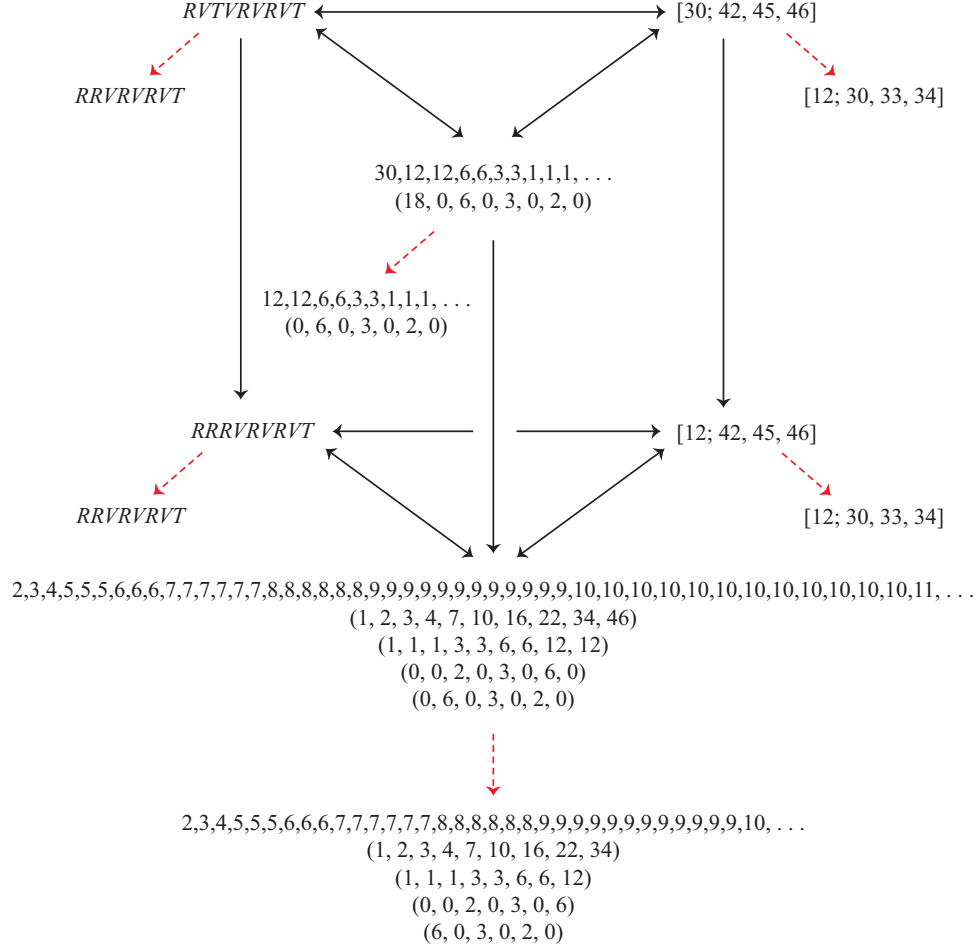 RVTVRVRVT
[30; 42, 45, 46]
RRVRVRVT
[12; 30, 33, 34]
30,12,12,6,6,3,3,1,1,1, . . .
(18, 0, 6, 0, 3, 0, 2, 0)
12,12,6,6,3,3,1,1,1, . . .
(0, 6, 0, 3, 0, 2, 0)
RRRVRVRVT
[12; 42, 45, 46]
RRVRVRVT
[12; 30, 33, 34]
2,3,4,5,5,5,6,6,6,7,7,7,7,7,7,8,8,8,8,8,8,9,9,9,9,9,9,9,9,9,9,9,9,10,10,10,10,10,10,10,10,10,10,10,10,11, . . .
(1, 2, 3, 4, 7, 10, 16, 22, 34, 46)
(1, 1, 1, 3, 3, 6, 6, 12, 12)
(0, 0, 2, 0, 3, 0, 6, 0)
(0, 6, 0, 3, 0, 2, 0)
2,3,4,5,5,5,6,6,6,7,7,7,7,7,7,8,8,8,8,8,8,9,9,9,9,9,9,9,9,9,9,9,9,10, . . .
(1, 2, 3, 4, 7, 10, 16, 22, 34)
(1, 1, 1, 3, 3, 6, 6, 12)
(0, 0, 2, 0, 3, 0, 6)
(6, 0, 3, 0, 2, 0)